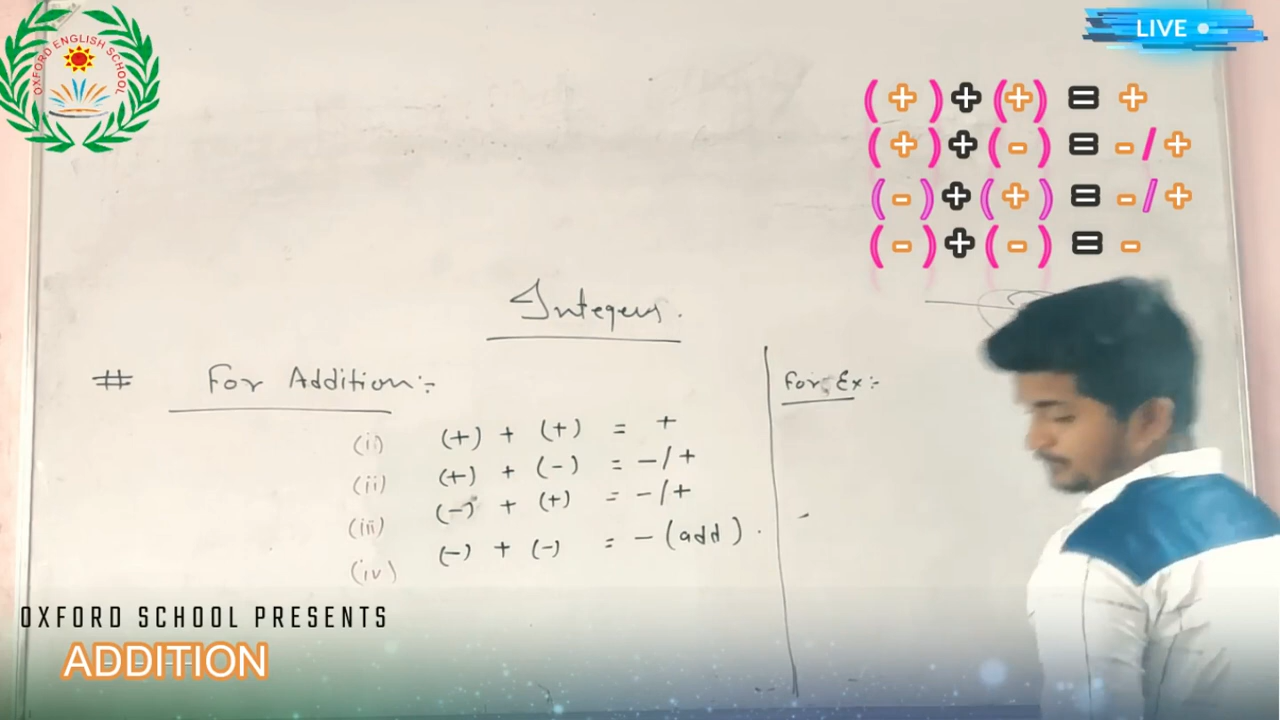 OXFORD ENGLISH SCHOOL
LIVE
(+)+(+) = +
(+)+(-) = -/+
(-)+(+) = -/+
(-)+(-) = -
Integers.
# For Addition:-
For Ex:-
(i) (+) + (+) = +
(ii) (+) + (-) = -/+
(iii) (-) + (+) = -/+
(iv) (-) + (-) = - (add).
OXFORD SCHOOL PRESENTS
ADDITION